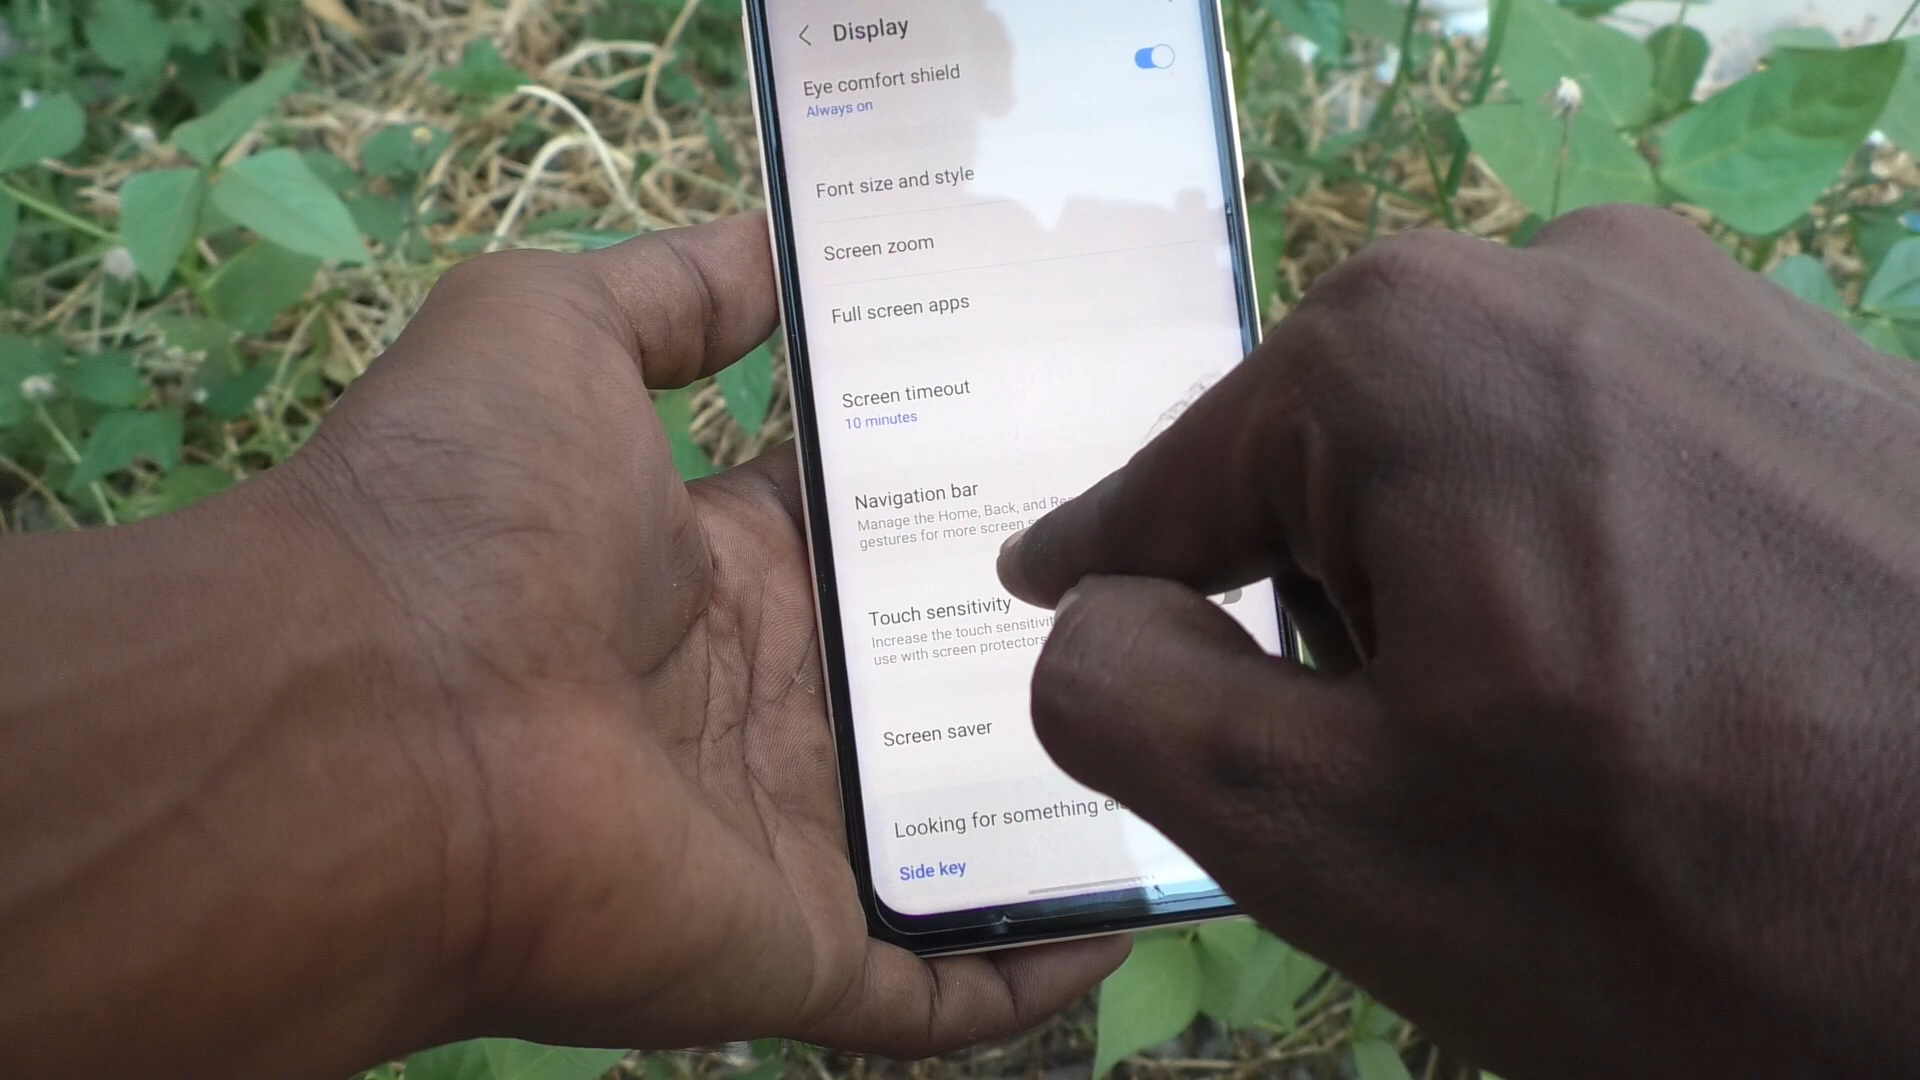 Display
Eye comfort shield
Always on
Font size and style
Screen zoom
Full screen apps
Screen timeout
10 minutes
Navigation bar
Manage the Home, Back, and
gestures for more screen
Touch sensitivity
Increase the touch
use with screen protectors
Screen saver
Looking for something
Side key